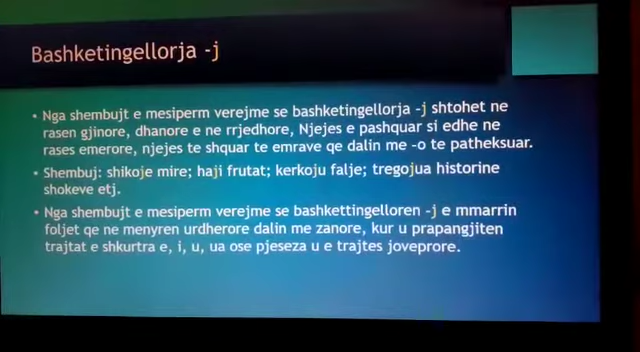 Bashketingellorja -j
• Nga shembujt e mesiperm verejme se bashketingellorja -j shtohet ne
rasen gjinore, dhanore e ne rrjedhore, Njejes e pashquar si edhe ne
rases emerore, njejes te shquar te emrave qe dalin me -o te patheksuar.
• Shembuj: shikoje mire; haji frutat; kerkoju falje; tregojua historine
shokeve etj.
• Nga shembujt e mesiperm verejme se bashkettingelloren -j e mmarrin
foljet qe ne menyren urdherore dalin me zanore, kur u prapangjiten
trajtat e shkurtra e, i, u, ua ose pjeseza u e trajtes joveprore.